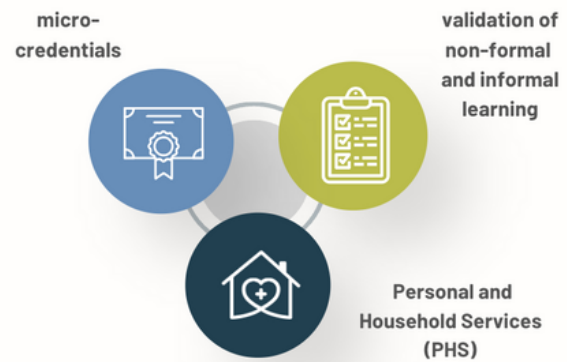 micro-
credentials
validation of
non-formal
and informal
learning
Personal and
Household Services
(PHS)